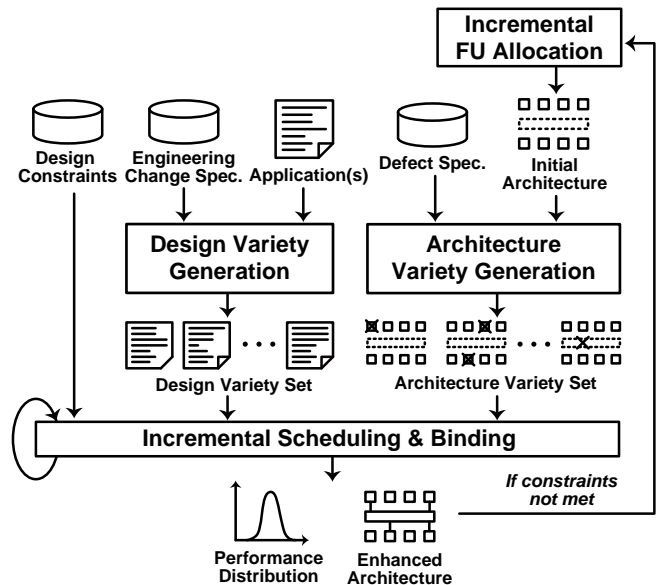 Incremental
FU Allocation
Design
Constraints
Engineering
Change Spec.
Application(s)
Defect Spec.
Initial
Architecture
Design Variety
Generation
Architecture
Variety Generation
Design Variety Set
Architecture Variety Set
Incremental Scheduling & Binding
If constraints
not met
Performance
Distribution
Enhanced
Architecture